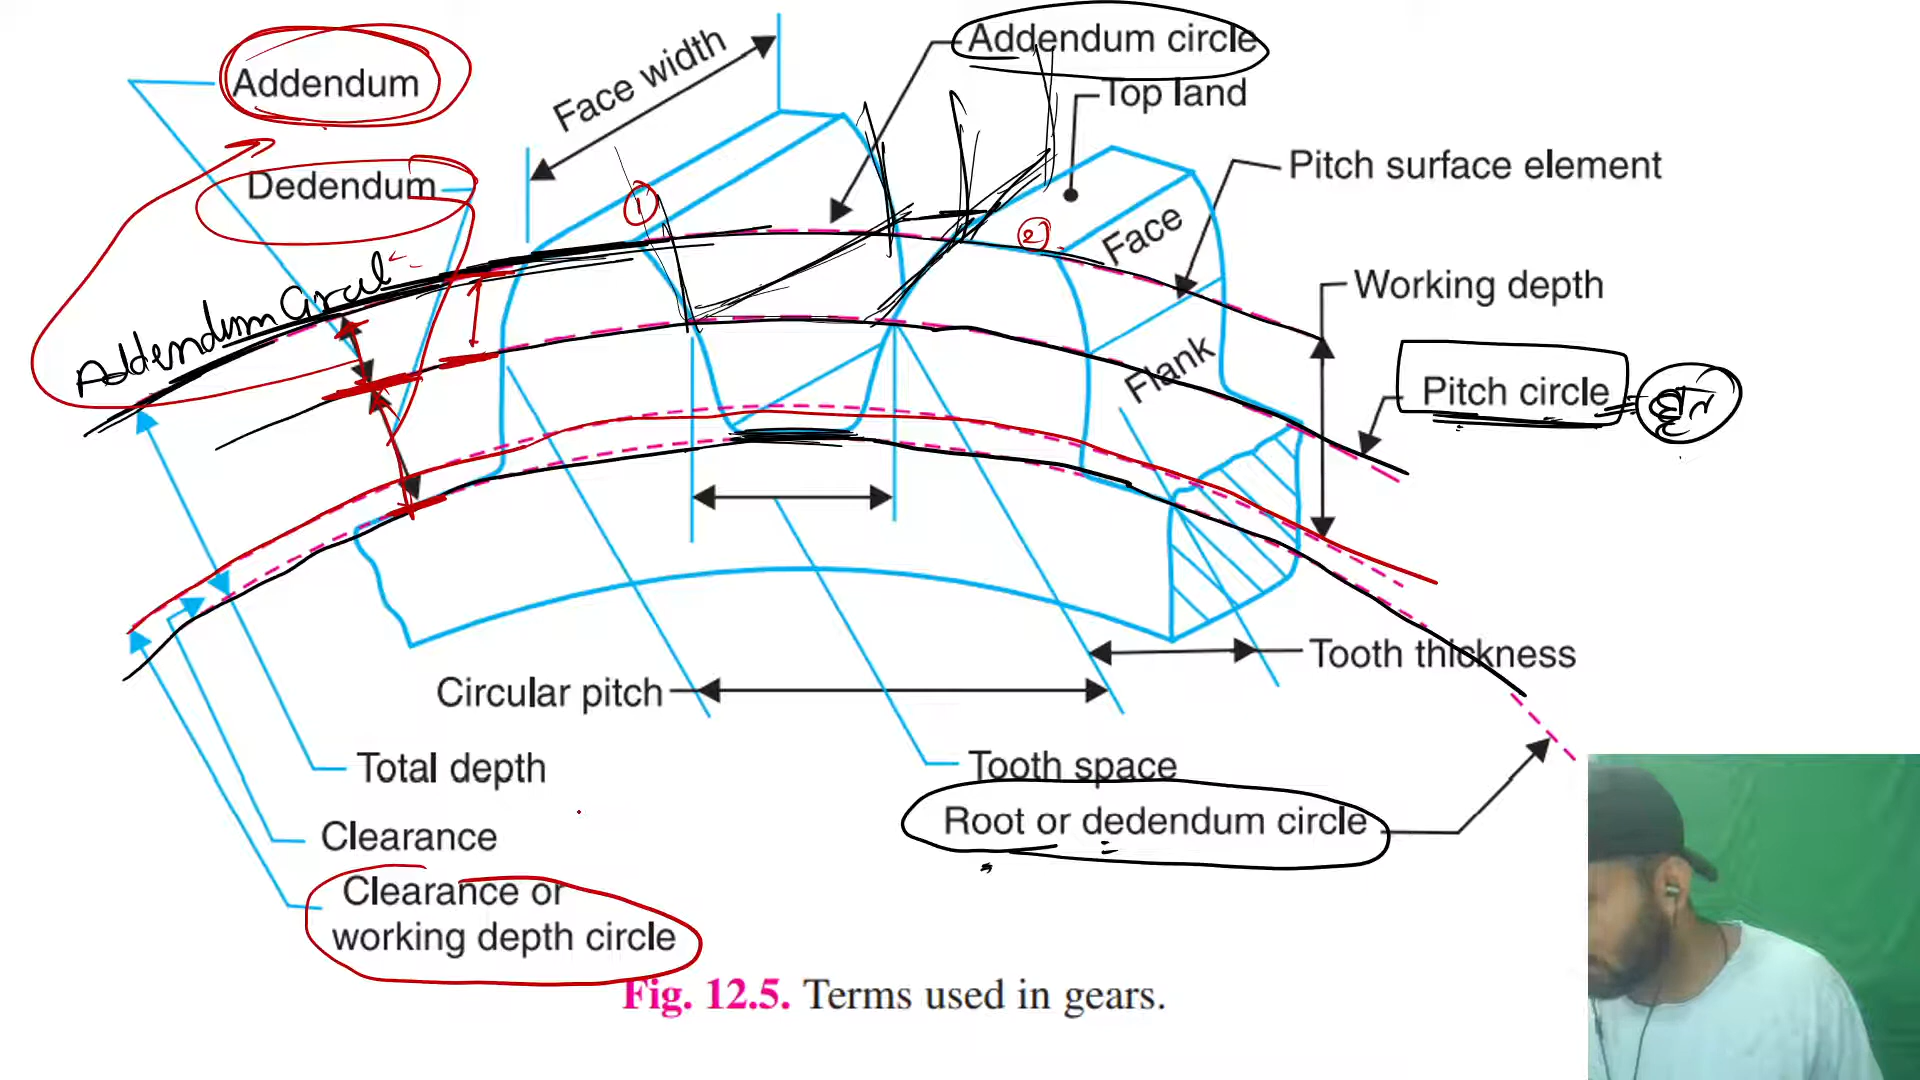 Addendum circle
Face width
Addendum
Top land
Pitch surface element
Dedendum
1
2
Face
Addendum
Working depth
Flank
Pitch circle
Tooth thickness
Circular pitch
Total depth
Tooth space
Root or dedendum circle
Clearance
Clearance or
working depth circle
Fig. 12.5. Terms used in gears.